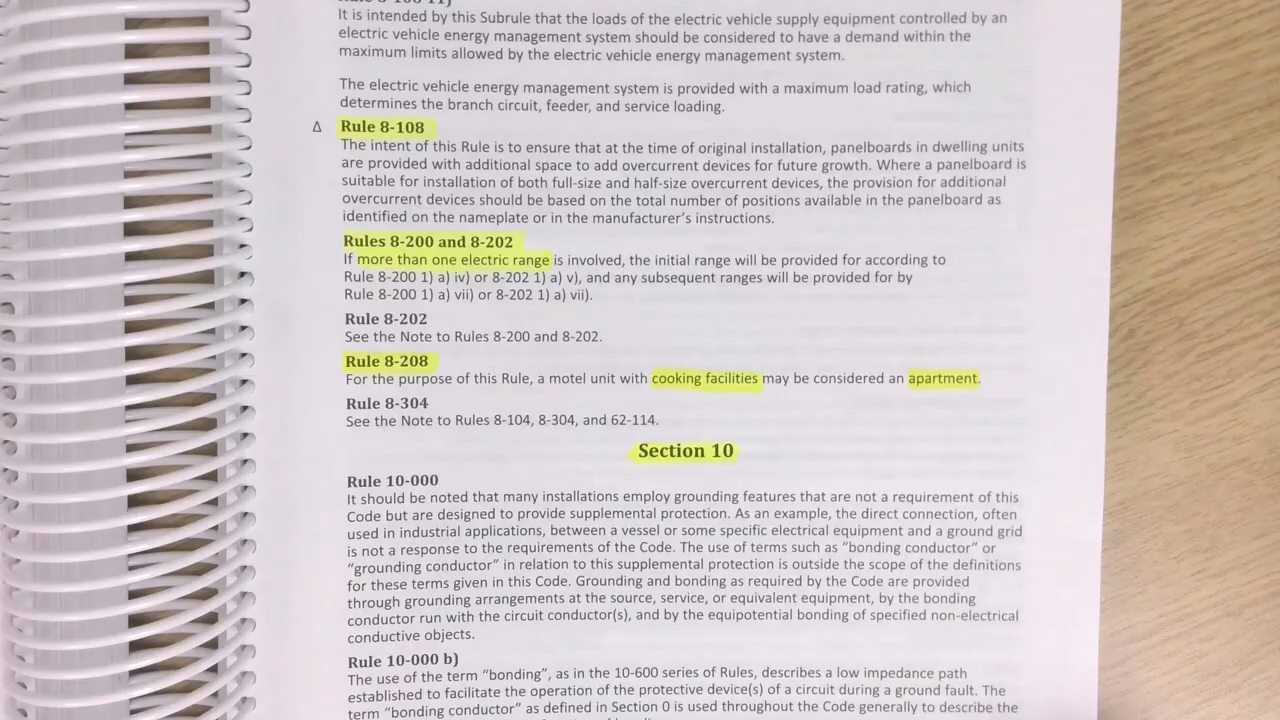 It is intended by this Subrule that the loads of the electric vehicle supply equipment controlled by an
electric vehicle energy management system should be considered to have a demand within the
maximum limits allowed by the electric vehicle energy management system.
The electric vehicle energy management system is provided with a maximum load rating, which
determines the branch circuit, feeder, and service loading.
Δ Rule 8-108
The intent of this Rule is to ensure that at the time of original installation, panelboards in dwelling units
are provided with additional space to add overcurrent devices for future growth. Where a panelboard is
suitable for installation of both full-size and half-size overcurrent devices, the provision for additional
overcurrent devices should be based on the total number of positions available in the panelboard as
identified on the nameplate or in the manufacturer's instructions.
Rules 8-200 and 8-202
If more than one electric range is involved, the initial range will be provided for according to
Rule 8-200 1) a) iv) or 8-202 1) a) v), and any subsequent ranges will be provided for by
Rule 8-200 1) a) vii) or 8-202 1) a) vii).
Rule 8-202
See the Note to Rules 8-200 and 8-202.
Rule 8-208
For the purpose of this Rule, a motel unit with cooking facilities may be considered an apartment.
Rule 8-304
See the Note to Rules 8-104, 8-304, and 62-114.
Section 10
Rule 10-000
It should be noted that many installations employ grounding features that are not a requirement of this
Code but are designed to provide supplemental protection. As an example, the direct connection, often
used in industrial applications, between a vessel or some specific electrical equipment and a ground grid
is not a response to the requirements of the Code. The use of terms such as "bonding conductor" or
"grounding conductor" in relation to this supplemental protection is outside the scope of the definitions
for these terms given in this Code. Grounding and bonding as required by the Code are provided
through grounding arrangements at the source, service, or equivalent equipment, by the bonding
conductor run with the circuit conductor(s), and by the equipotential bonding of specified non-electrical
conductive objects.
Rule 10-000 b)
The use of the term "bonding", as in the 10-600 series of Rules, describes a low impedance path
established to facilitate the operation of the protective device(s) of a circuit during a ground fault. The
term "bonding conductor" as defined in Section 0 is used throughout the Code generally to describe the